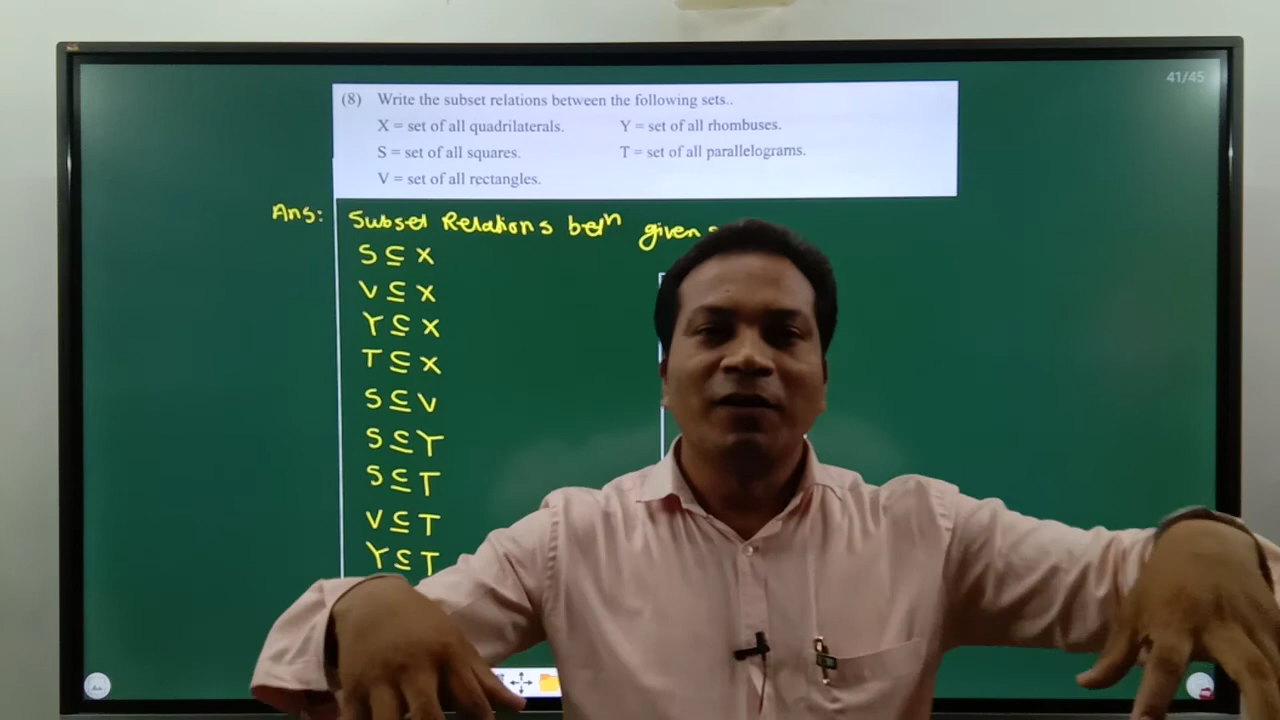 41/45
(8) Write the subset relations between the following sets..
X = set of all quadrilaterals. Y = set of all rhombuses.
S = set of all squares. T = set of all parallelograms.
V = set of all rectangles.
Ans: Subset Relations betn given
S ⊆ X
V ⊆ X
Y ⊆ X
T ⊆ X
S ⊆ V
S ⊆ Y
S ⊆ T
V ⊆ T
Y ⊆ T